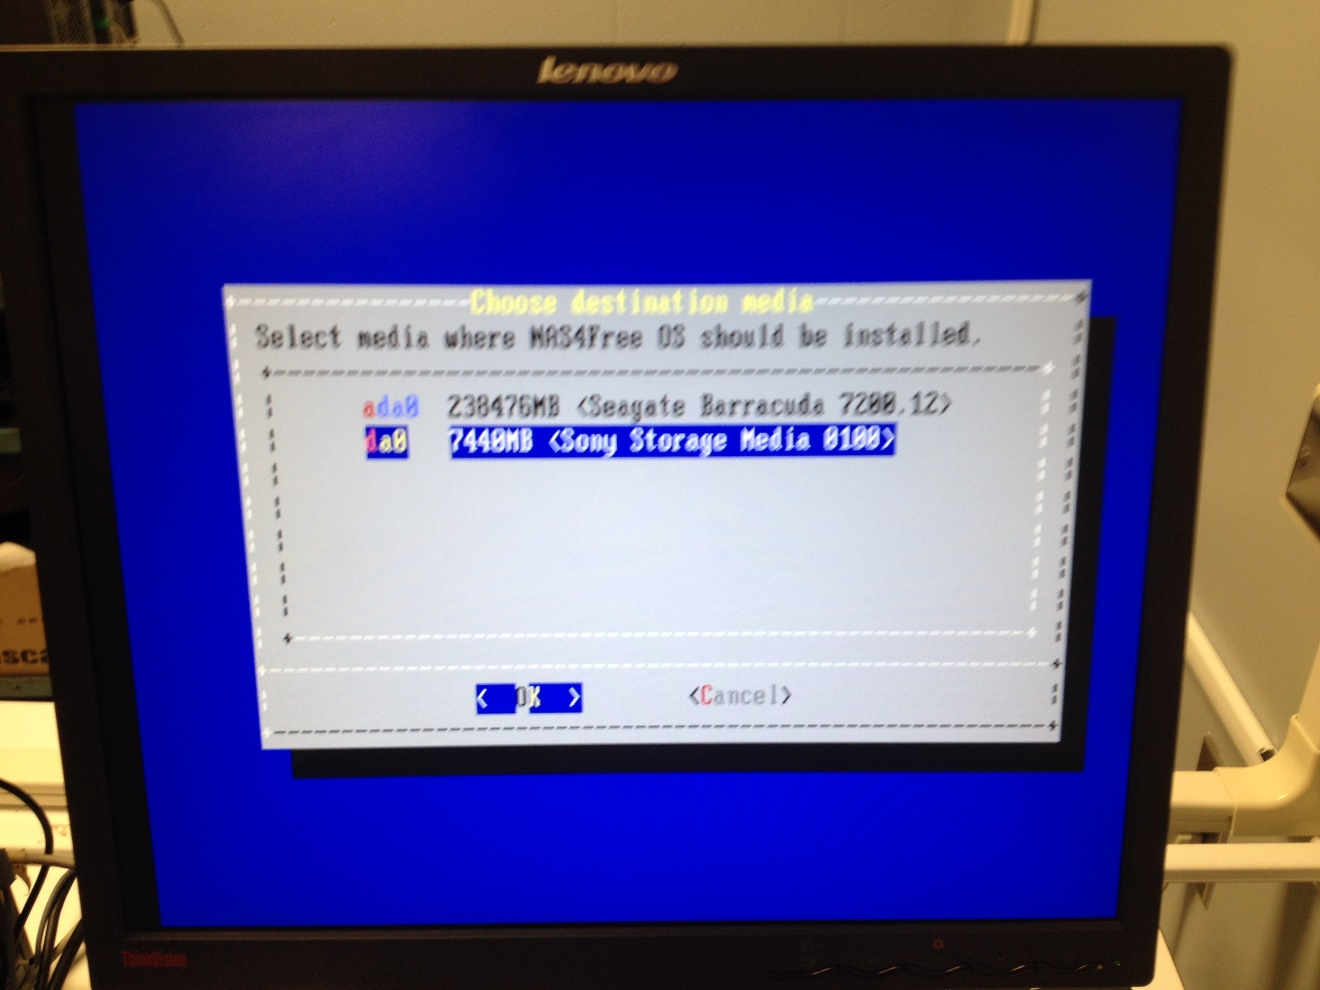 lenovo
Choose destination media
Select media where NAS4Free OS should be installed.
ada0 238476MB <Seagate Barracuda 7200.12>
da0 7440MB <Sony Storage Media 0100>
< OK > <Cancel>
ThinkVision